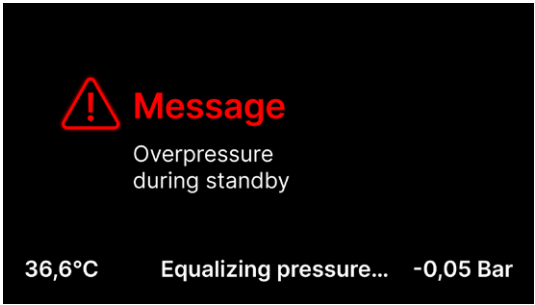 Message
Overpressure
during standby
36,6°C Equalizing pressure... -0,05 Bar